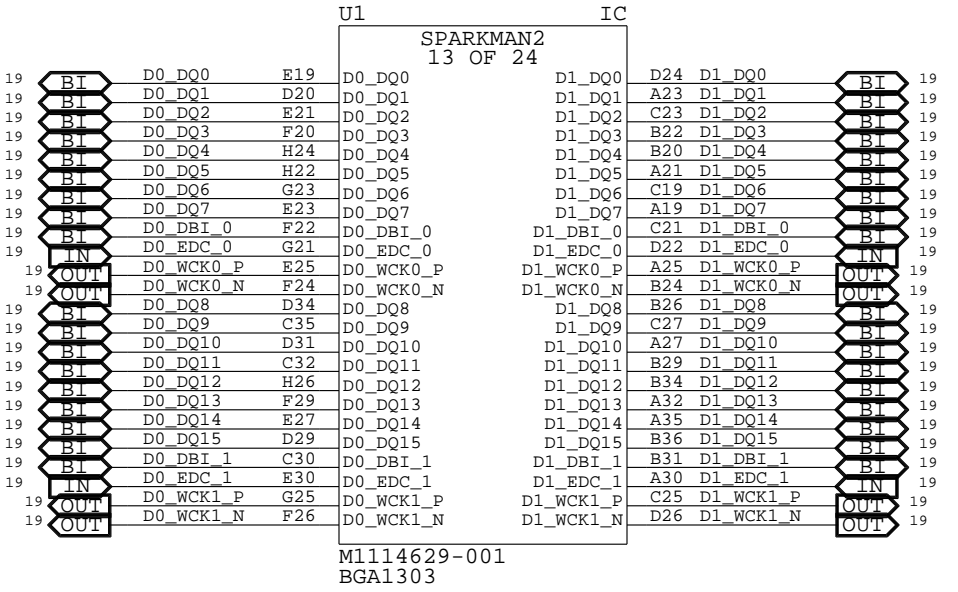 U1 IC
SPARKMAN2
13 OF 24
19 BI D0_DQ0 E19 D0_DQ0 D1_DQ0 D24 D1_DQ0 BI 19
19 BI D0_DQ1 D20 D0_DQ1 D1_DQ1 A23 D1_DQ1 BI 19
19 BI D0_DQ2 E21 D0_DQ2 D1_DQ2 C23 D1_DQ2 BI 19
19 BI D0_DQ3 F20 D0_DQ3 D1_DQ3 B22 D1_DQ3 BI 19
19 BI D0_DQ4 H24 D0_DQ4 D1_DQ4 B20 D1_DQ4 BI 19
19 BI D0_DQ5 H22 D0_DQ5 D1_DQ5 A21 D1_DQ5 BI 19
19 BI D0_DQ6 G23 D0_DQ6 D1_DQ6 C19 D1_DQ6 BI 19
19 BI D0_DQ7 E23 D0_DQ7 D1_DQ7 A19 D1_DQ7 BI 19
19 BI D0_DBI_0 F22 D0_DBI_0 D1_DBI_0 C21 D1_DBI_0 BI 19
19 IN D0_EDC_0 G21 D0_EDC_0 D1_EDC_0 D22 D1_EDC_0 IN 19
19 OUT D0_WCK0_P E25 D0_WCK0_P D1_WCK0_P A25 D1_WCK0_P OUT 19
19 OUT D0_WCK0_N F24 D0_WCK0_N D1_WCK0_N B24 D1_WCK0_N OUT 19
19 BI D0_DQ8 D34 D0_DQ8 D1_DQ8 B26 D1_DQ8 BI 19
19 BI D0_DQ9 C35 D0_DQ9 D1_DQ9 C27 D1_DQ9 BI 19
19 BI D0_DQ10 D31 D0_DQ10 D1_DQ10 A27 D1_DQ10 BI 19
19 BI D0_DQ11 C32 D0_DQ11 D1_DQ11 B29 D1_DQ11 BI 19
19 BI D0_DQ12 H26 D0_DQ12 D1_DQ12 B34 D1_DQ12 BI 19
19 BI D0_DQ13 F29 D0_DQ13 D1_DQ13 A32 D1_DQ13 BI 19
19 BI D0_DQ14 E27 D0_DQ14 D1_DQ14 A35 D1_DQ14 BI 19
19 BI D0_DQ15 D29 D0_DQ15 D1_DQ15 B36 D1_DQ15 BI 19
19 BI D0_DBI_1 C30 D0_DBI_1 D1_DBI_1 B31 D1_DBI_1 BI 19
19 IN D0_EDC_1 E30 D0_EDC_1 D1_EDC_1 A30 D1_EDC_1 IN 19
19 OUT D0_WCK1_P G25 D0_WCK1_P D1_WCK1_P C25 D1_WCK1_P OUT 19
19 OUT D0_WCK1_N F26 D0_WCK1_N D1_WCK1_N D26 D1_WCK1_N OUT 19
M1114629-001
BGA1303